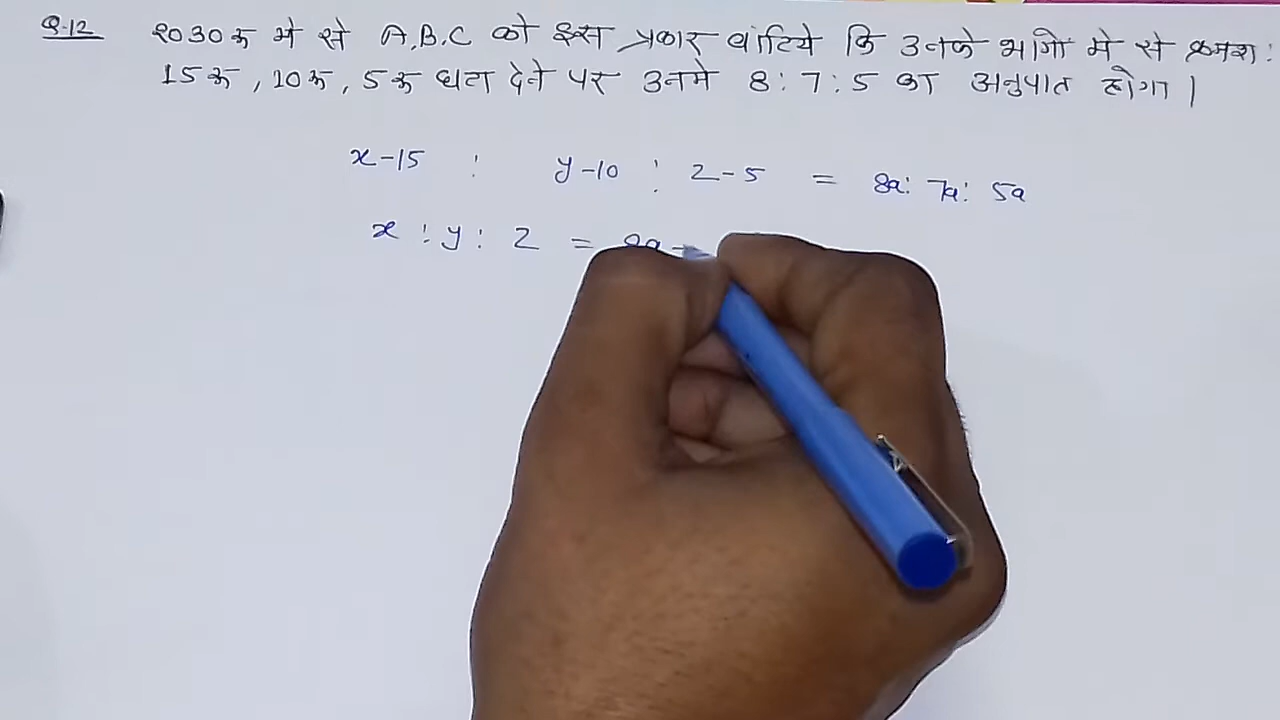 Q.12 2030रू मे से A,B,C को इस प्रकार बांटिये कि उनके भागों मे से क्रमश:
15रू, 10रू, 5रू घटा देने पर उनमे 8:7:5 का अनुपात होगा।
x-15 : y-10 : z-5 = 8a: 7a: 5a
x : y : z = 8a